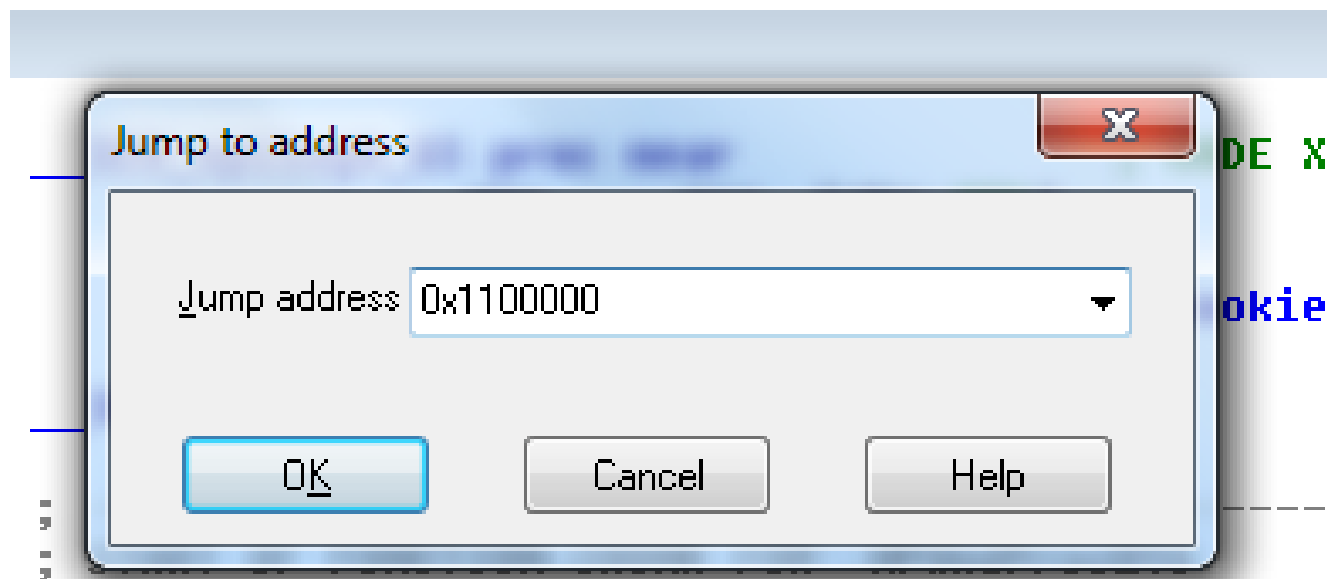 Jump to address
DE X
Jump address 0x1100000
okie
OK Cancel Help
;
;